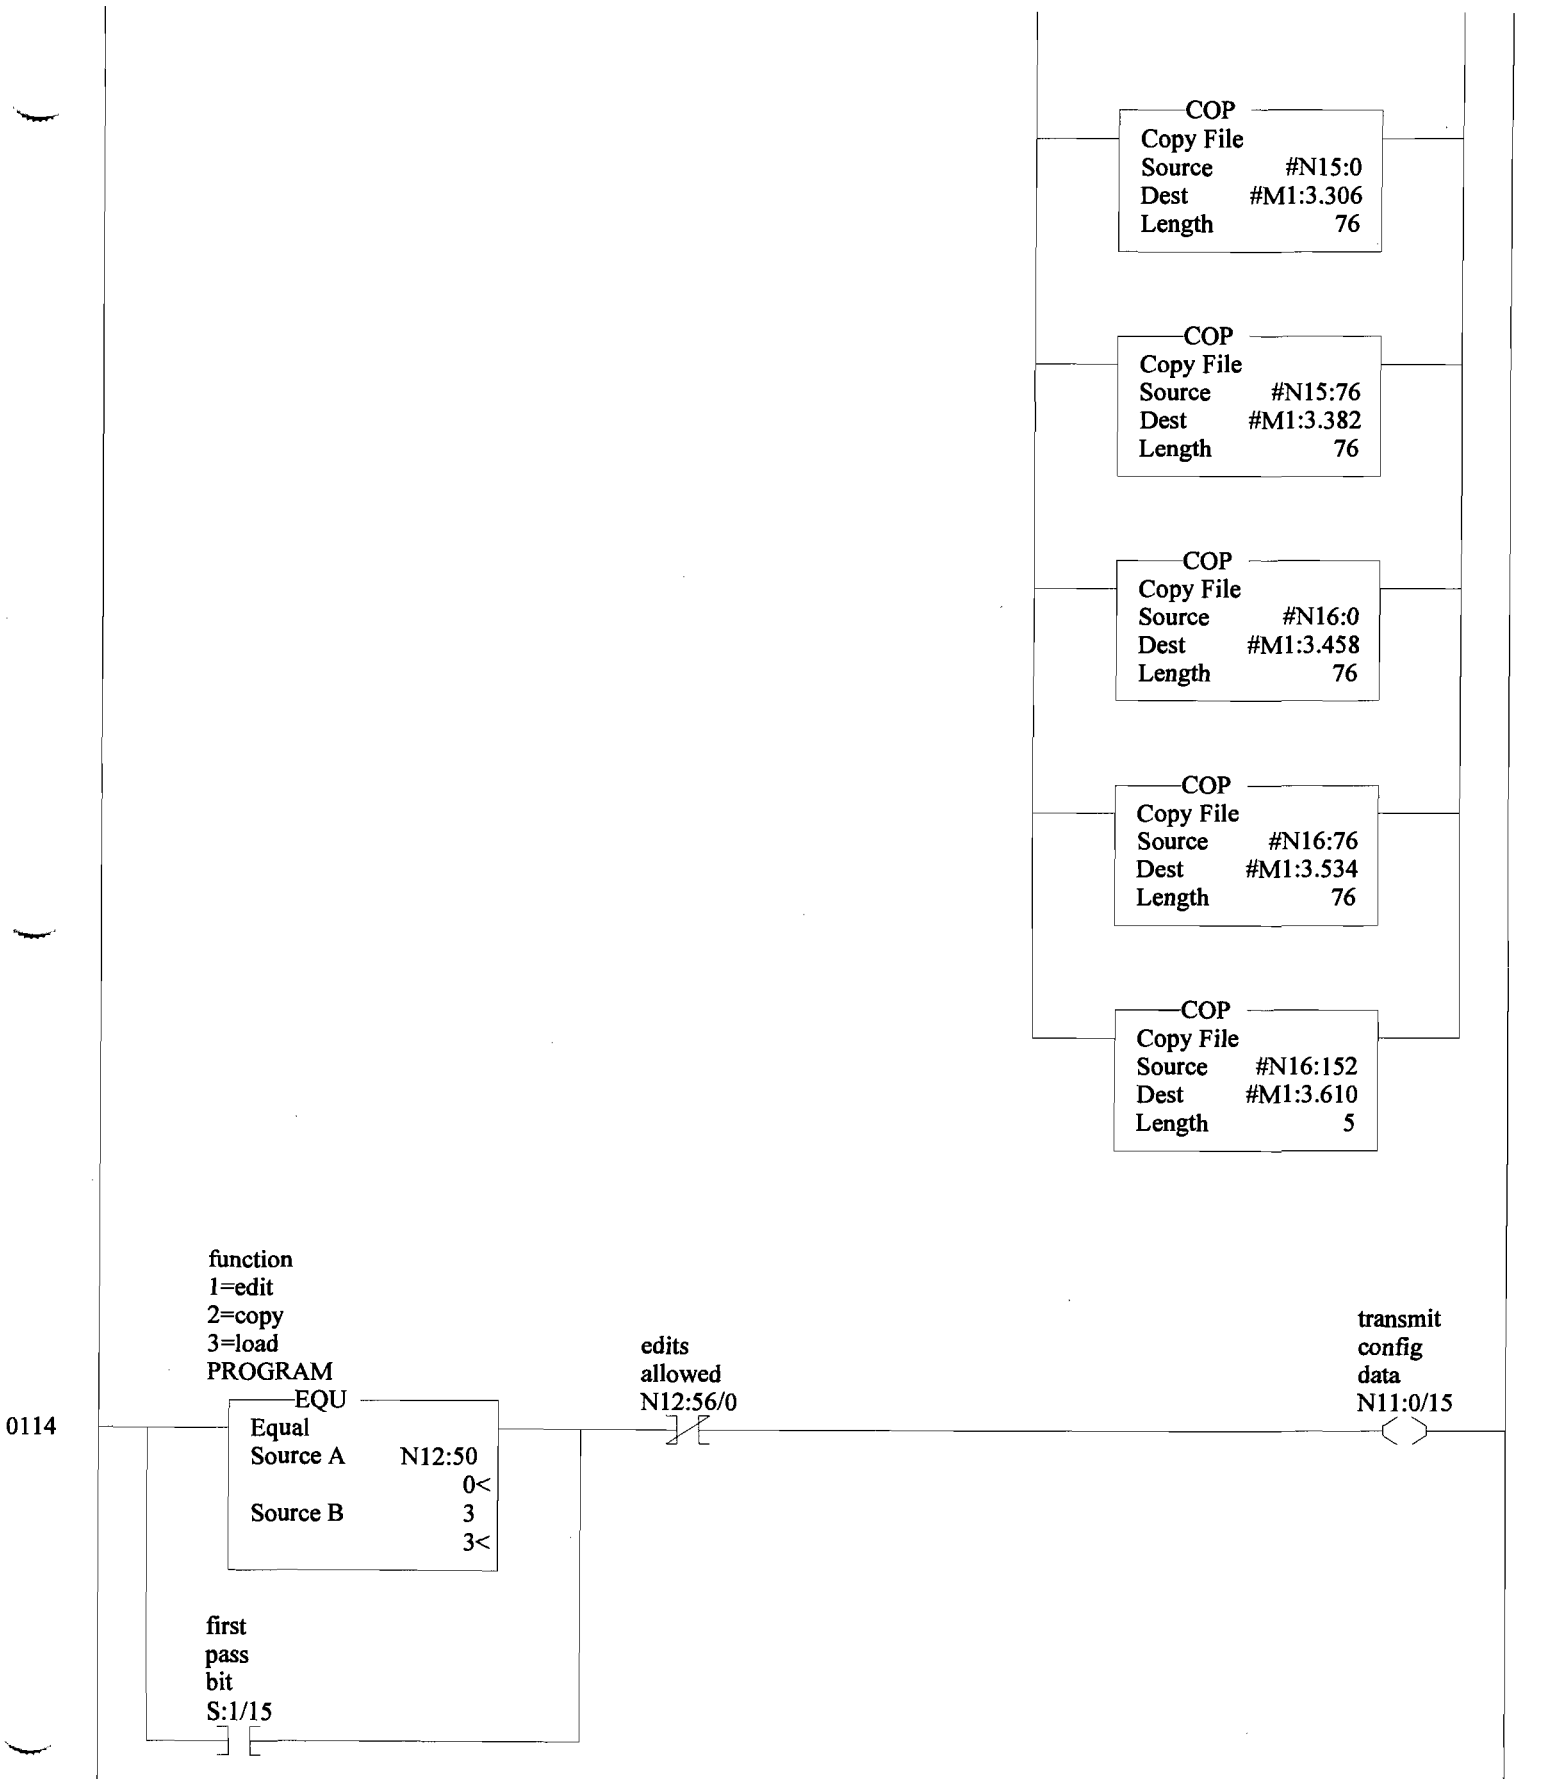 COP
Copy File
Source #N15:0
Dest #M1:3.306
Length 76
COP
Copy File
Source #N15:76
Dest #M1:3.382
Length 76
COP
Copy File
Source #N16:0
Dest #M1:3.458
Length 76
COP
Copy File
Source #N16:76
Dest #M1:3.534
Length 76
COP
Copy File
Source #N16:152
Dest #M1:3.610
Length 5
function
1=edit
2=copy
3=load
PROGRAM
EQU
Equal
Source A N12:50
0<
Source B 3
3<
0114
edits
allowed
N12:56/0
transmit
config
data
N11:0/15
first
pass
bit
S:1/15